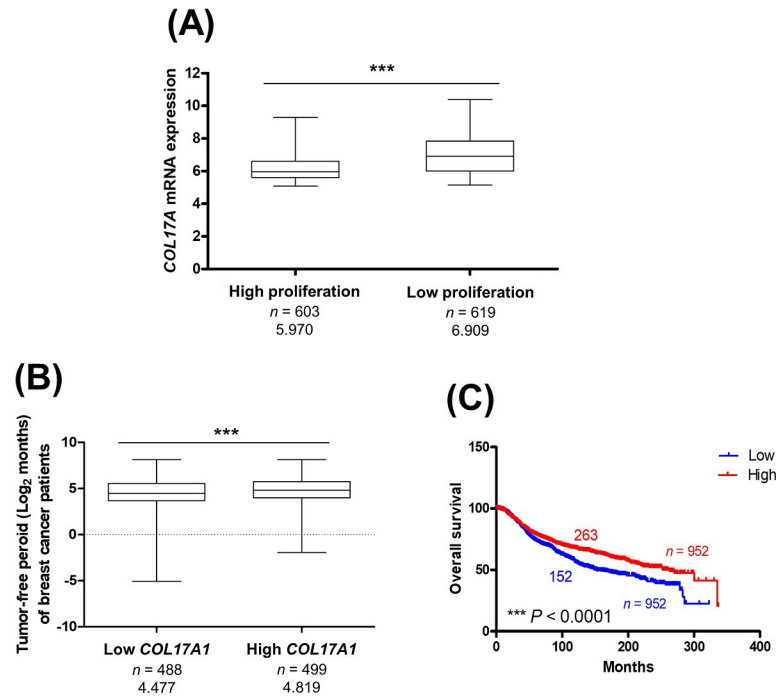 (A)
***
COL17A mRNA expression
12
10
8
6
4
2
0
High proliferation
Low proliferation
n = 603
n = 619
5.970
6.909
(B)
***
Tumor-free peroid (Log2 months)
of breast cancer patients
10
5
0
-5
-10
Low COL17A1
High COL17A1
n = 488
n = 499
4.477
4.819
(C)
Overall survival
150
100
50
0
Low
High
263
n = 952
152
n = 952
*** P < 0.0001
0
100
200
300
400
Months